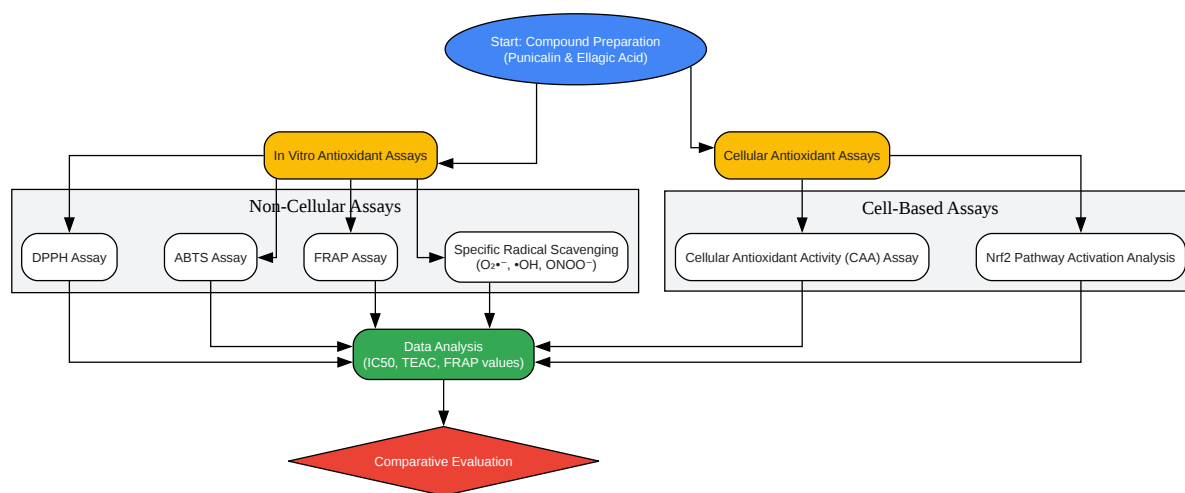 Start: Compound Preparation
(Punicalin & Ellagic Acid)
In Vitro Antioxidant Assays
Cellular Antioxidant Assays
Non-Cellular Assays
Cell-Based Assays
DPPH Assay
ABTS Assay
FRAP Assay
Specific Radical Scavenging
(O₂•⁻, •OH, ONOO⁻)
Cellular Antioxidant Activity (CAA) Assay
Nrf2 Pathway Activation Analysis
Data Analysis
(IC50, TEAC, FRAP values)
Comparative Evaluation